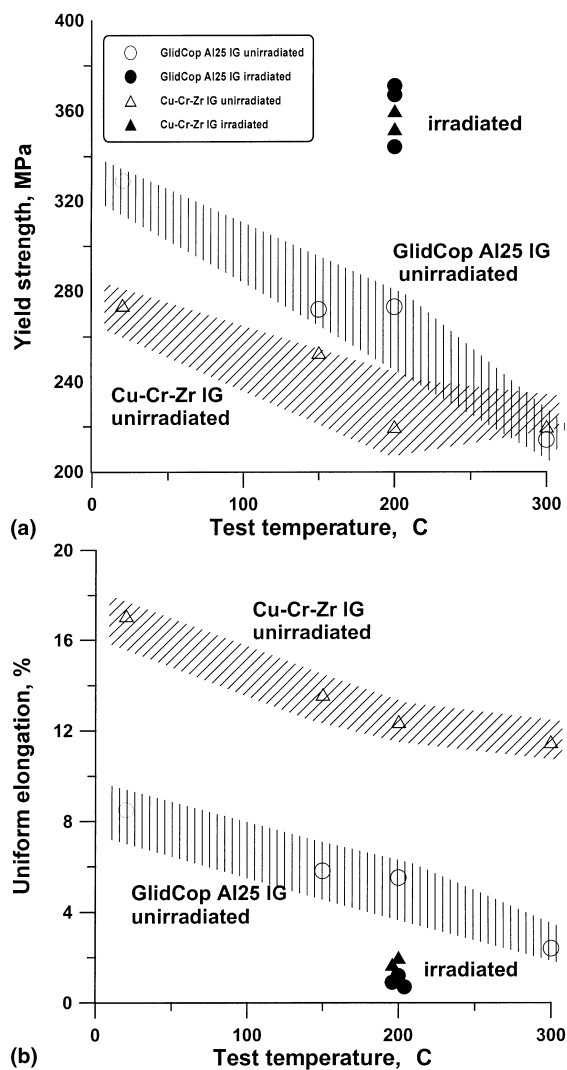 400
GlidCop Al25 IG unirradiated
GlidCop Al25 IG irradiated
Cu-Cr-Zr IG unirradiated
Cu-Cr-Zr IG irradiated
360
irradiated
320
Yield strength, MPa
GlidCop Al25 IG
unirradiated
280
240
Cu-Cr-Zr IG
unirradiated
200
0
100
200
300
(a)
Test temperature, C
20
Cu-Cr-Zr IG
unirradiated
16
Uniform elongation, %
12
8
GlidCop Al25 IG
unirradiated
4
irradiated
0
0
100
200
300
(b)
Test temperature, C